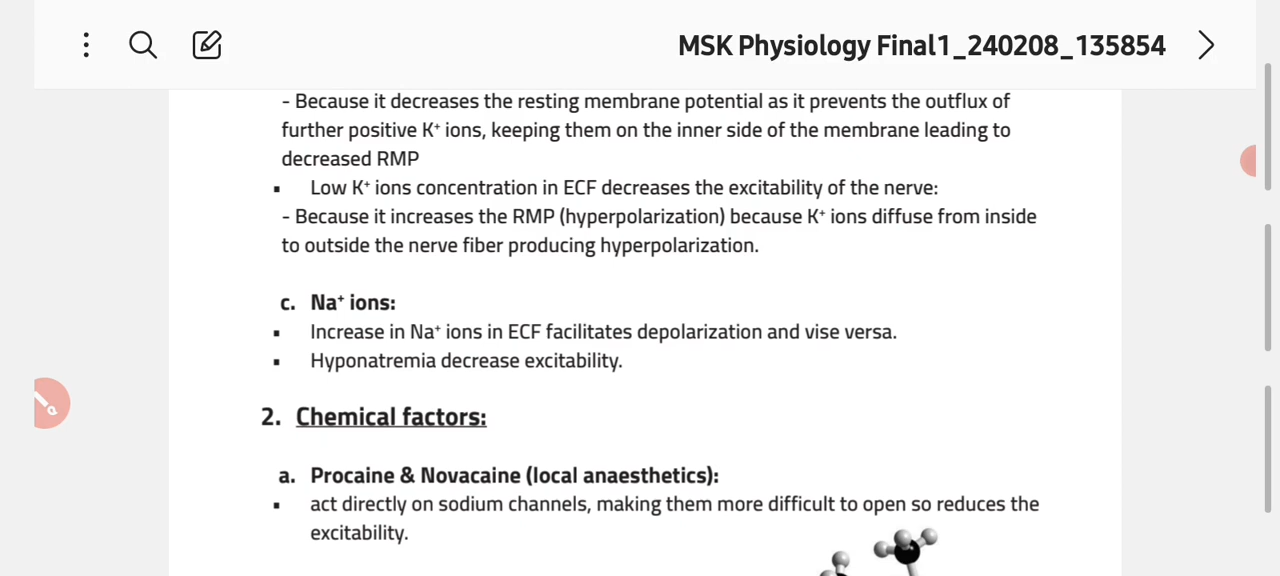 MSK Physiology Final1_240208_135854
- Because it decreases the resting membrane potential as it prevents the outflux of
further positive K⁺ ions, keeping them on the inner side of the membrane leading to
decreased RMP
▪ Low K⁺ ions concentration in ECF decreases the excitability of the nerve:
- Because it increases the RMP (hyperpolarization) because K⁺ ions diffuse from inside
to outside the nerve fiber producing hyperpolarization.
c. Na⁺ ions:
▪ Increase in Na⁺ ions in ECF facilitates depolarization and vise versa.
▪ Hyponatremia decrease excitability.
2. Chemical factors:
a. Procaine & Novacaine (local anaesthetics):
▪ act directly on sodium channels, making them more difficult to open so reduces the
excitability.